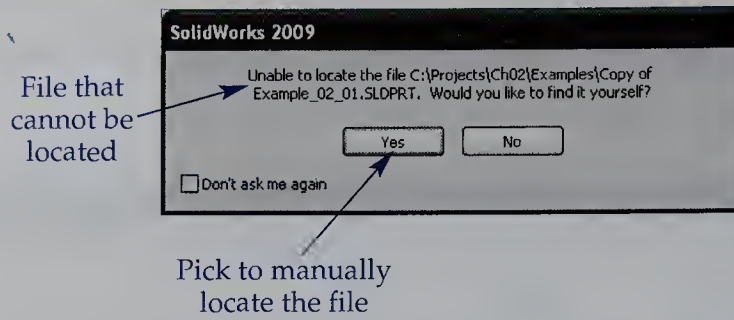 SolidWorks 2009
Unable to locate the file C:\Projects\Ch02\Examples\Copy of
Example_02_01.SLDPRT. Would you like to find it yourself?
File that
cannot be
located
Yes
No
Don't ask me again
Pick to manually
locate the file